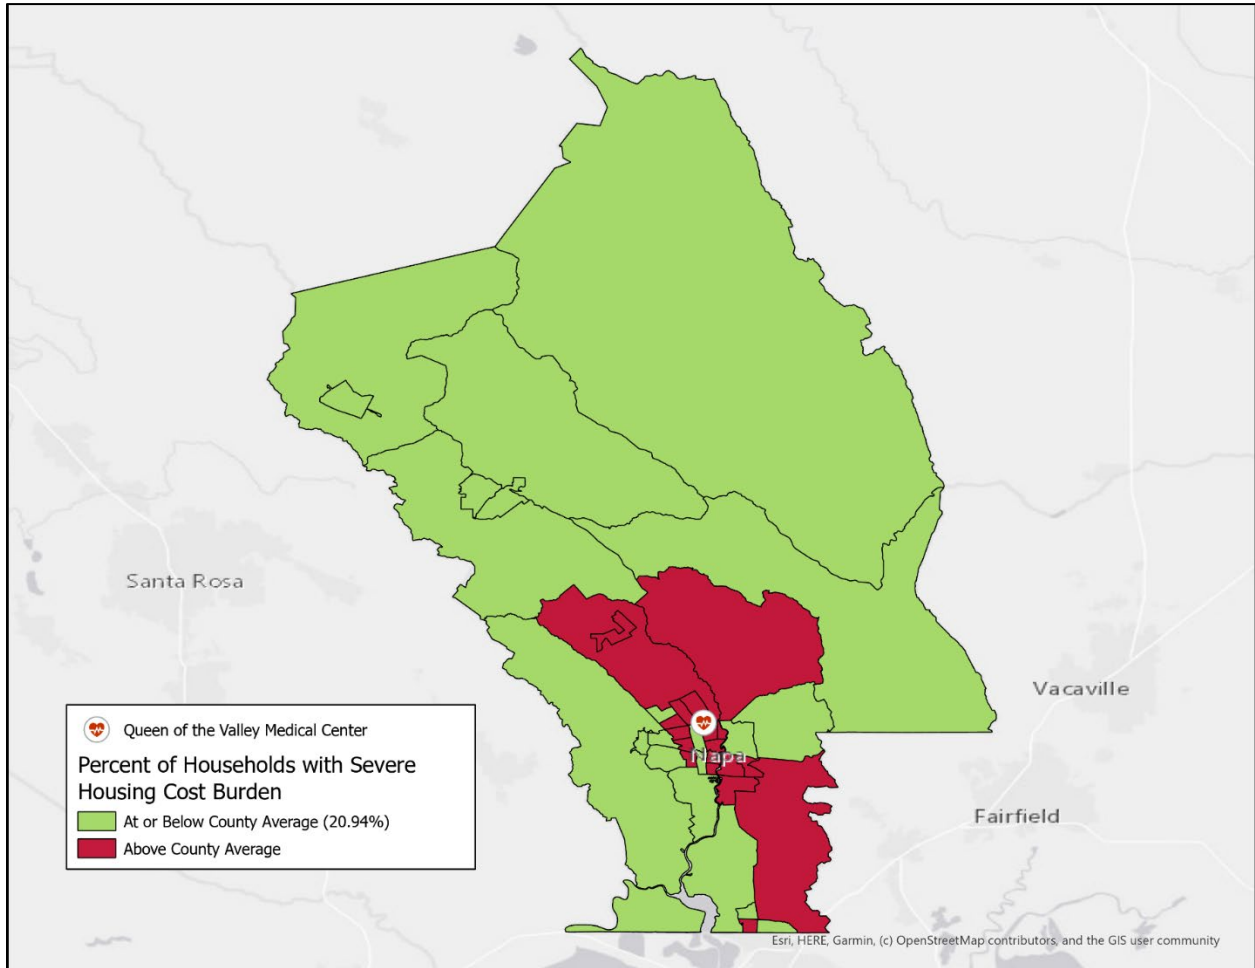 Santa Rosa
Vacaville
Napa
Fairfield
Queen of the Valley Medical Center
Percent of Households with Severe
Housing Cost Burden
At or Below County Average (20.94%)
Above County Average
Esri, HERE, Garmin, (c) OpenStreetMap contributors, and the GIS user community